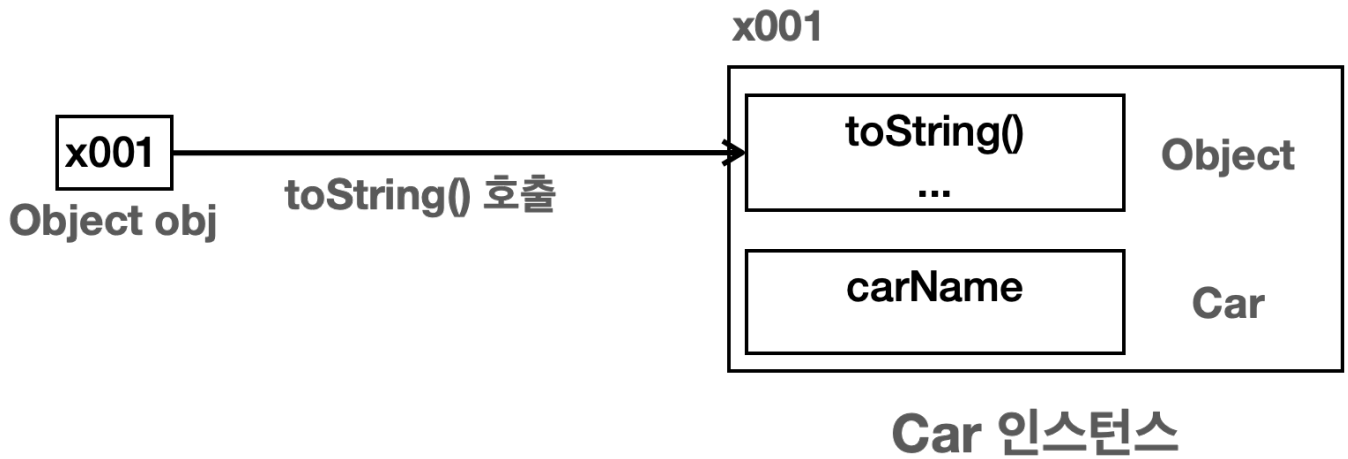 x001
x001
Object obj
toString() 호출
toString()
...
Object
carName
Car
Car 인스턴스